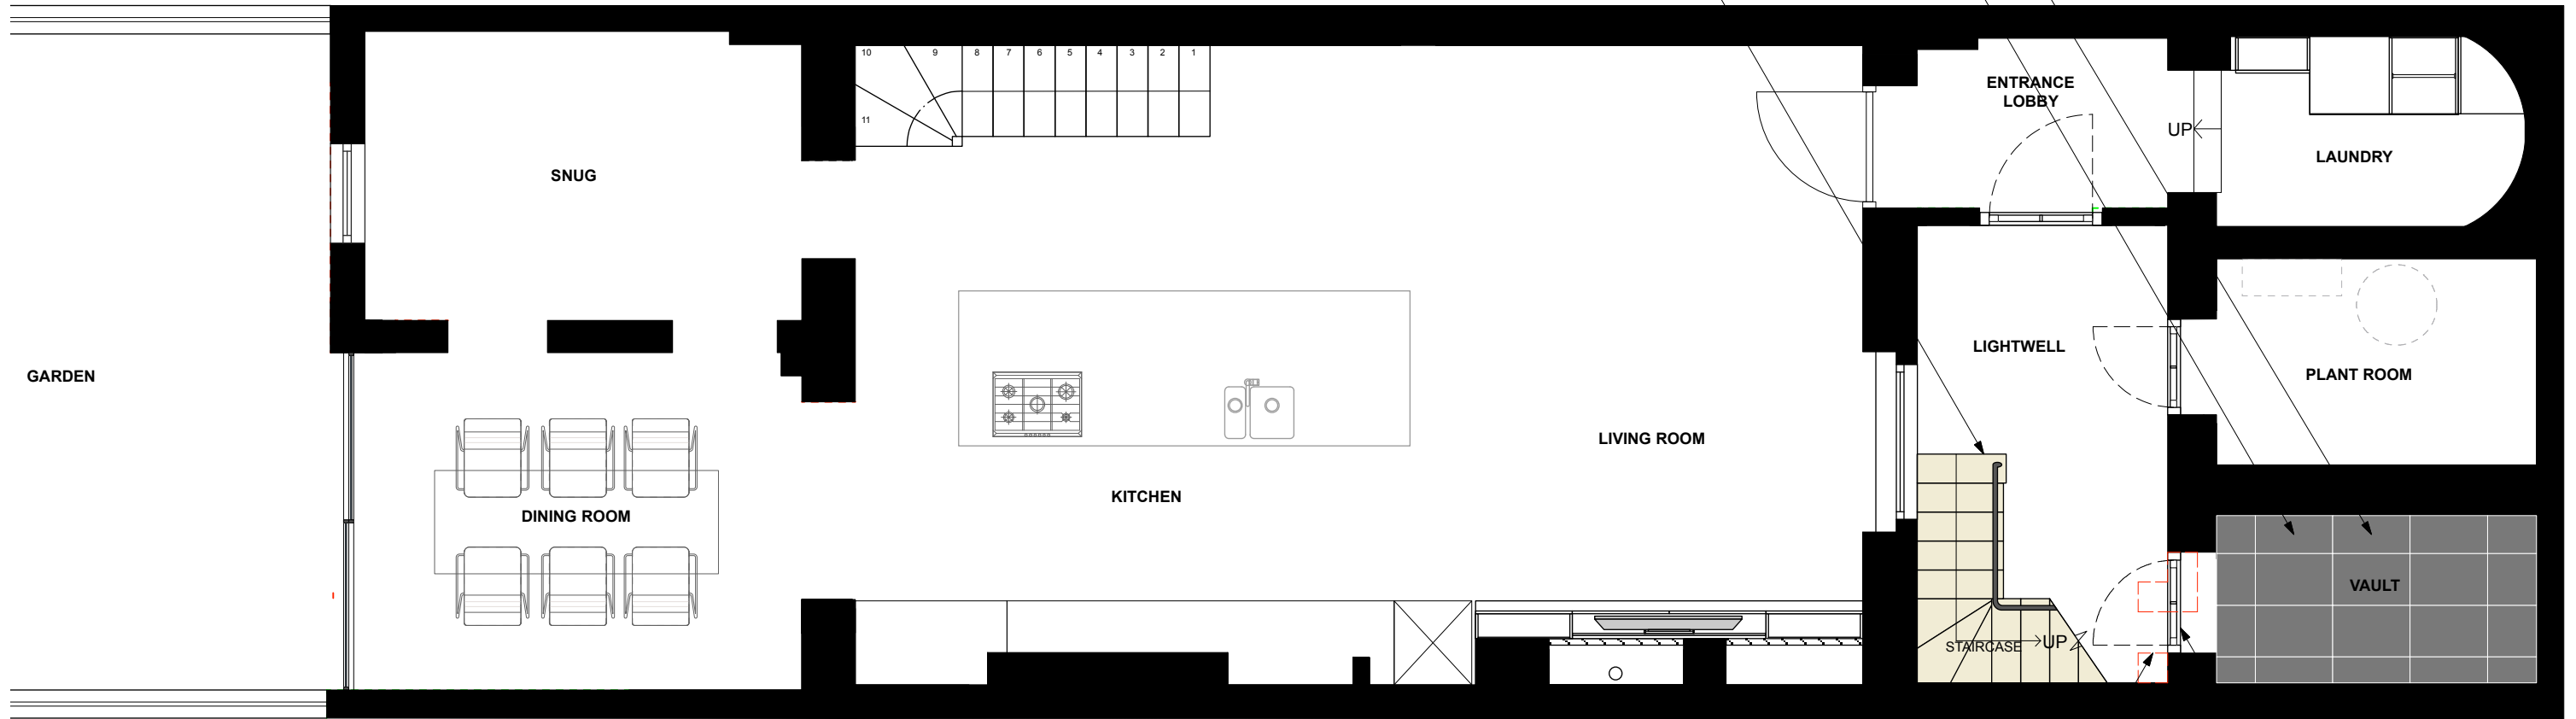 10 9 8 7 6 5 4 3 2 1
11
ENTRANCE
LOBBY
UP
LAUNDRY
SNUG
LIGHTWELL
PLANT ROOM
GARDEN
LIVING ROOM
KITCHEN
DINING ROOM
VAULT
STAIRCASE
UP